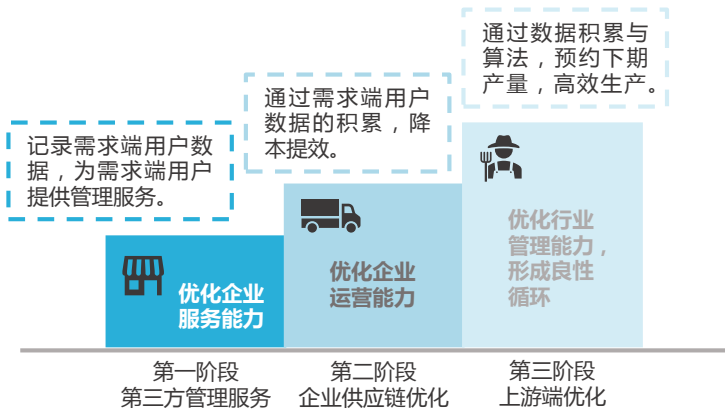 记录需求端用户数
据，为需求端用户
提供管理服务。
通过需求端用户
数据的积累，降
本提效。
通过数据积累与
算法，预约下期
产量，高效生产。
优化企业
服务能力
优化企业
运营能力
优化行业
管理能力，
形成良性
循环
第一阶段
第三方管理服务
第二阶段
企业供应链优化
第三阶段
上游端优化